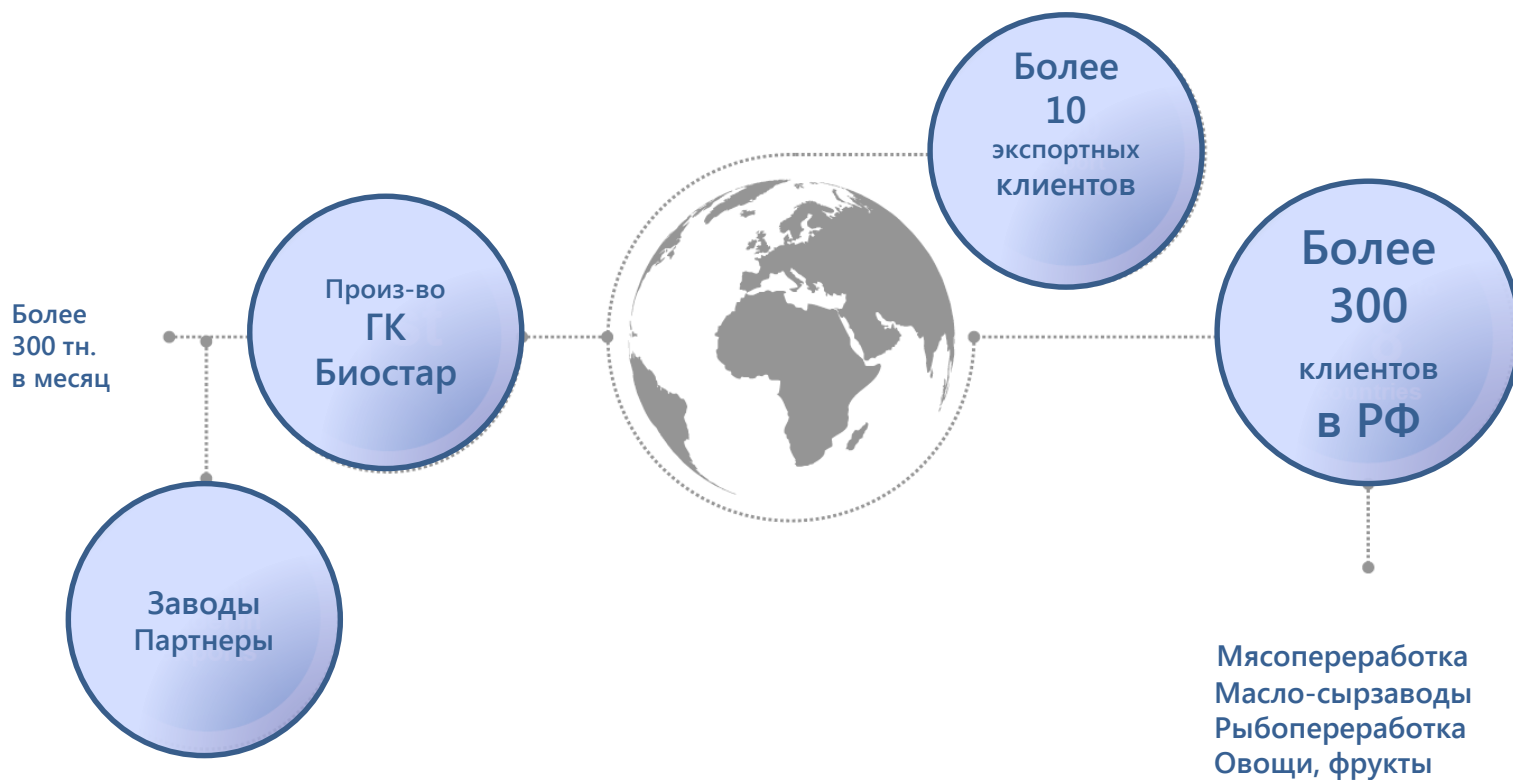 Более
300 тн.
в месяц
Произ-во
ГК
Биостар
Заводы
Партнеры
Более
10
экспортных
клиентов
Более
300
клиентов
в РФ
Мясопереработка
Масло-сырзаводы
Рыбопереработка
Овощи, фрукты